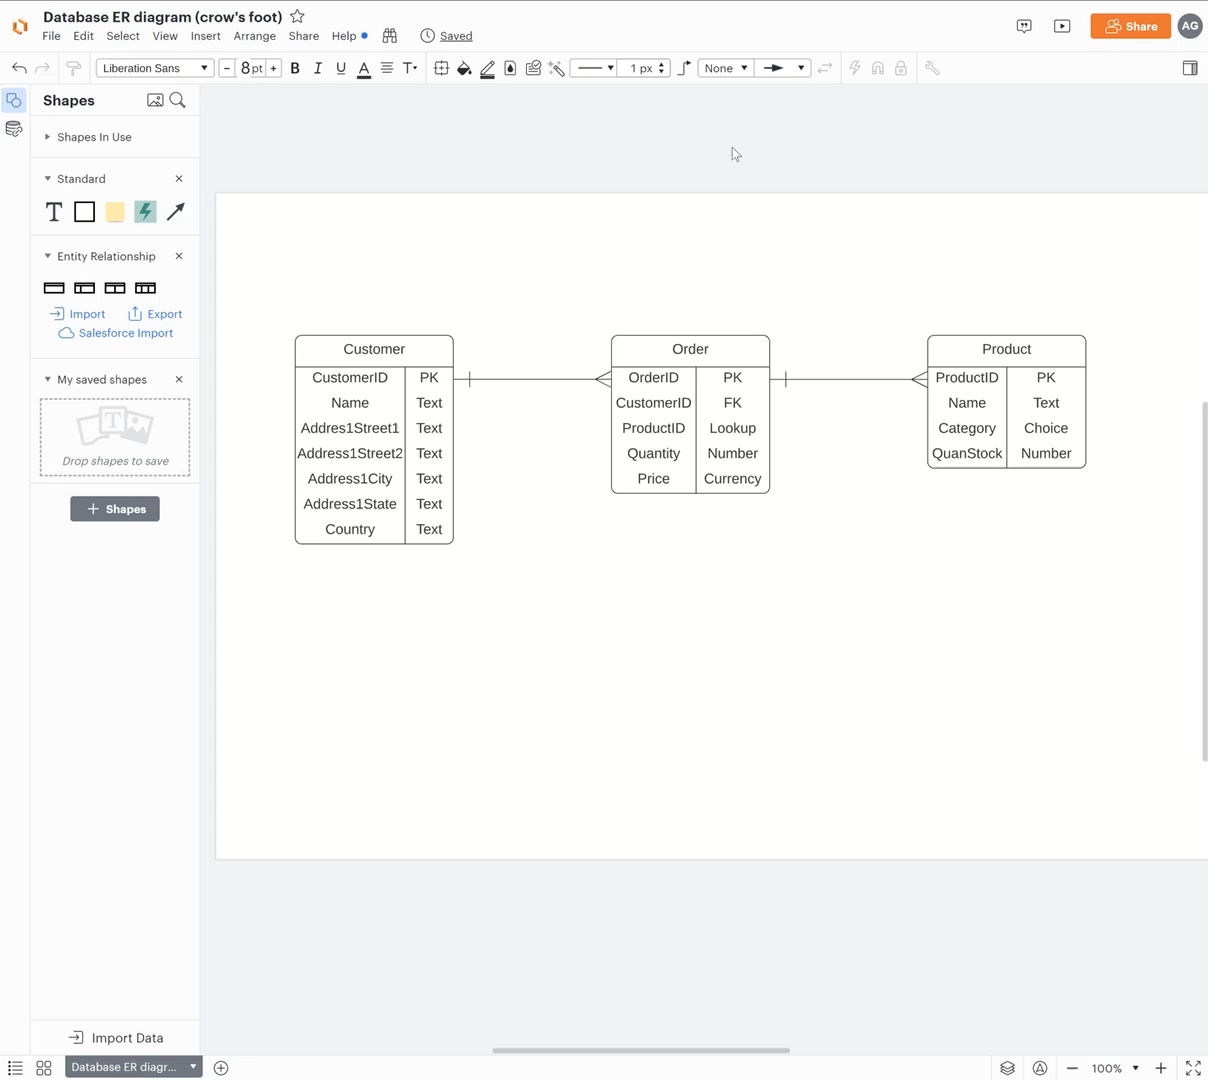 Database ER diagram (crow's foot)
File Edit Select View Insert Arrange Share Help Saved
Share AG
Liberation Sans - 8 pt + B I U A T 1 px None
Shapes
Shapes In Use
Standard
T
Entity Relationship
Import Export
Salesforce Import
My saved shapes
T
Drop shapes to save
+ Shapes
Customer
CustomerID PK
Name Text
Addres1Street1 Text
Address1Street2 Text
Address1City Text
Address1State Text
Country Text
Order
OrderID PK
CustomerID FK
ProductID Lookup
Quantity Number
Price Currency
Product
ProductID PK
Name Text
Category Choice
QuanStock Number
Import Data
Database ER diagr...
100%